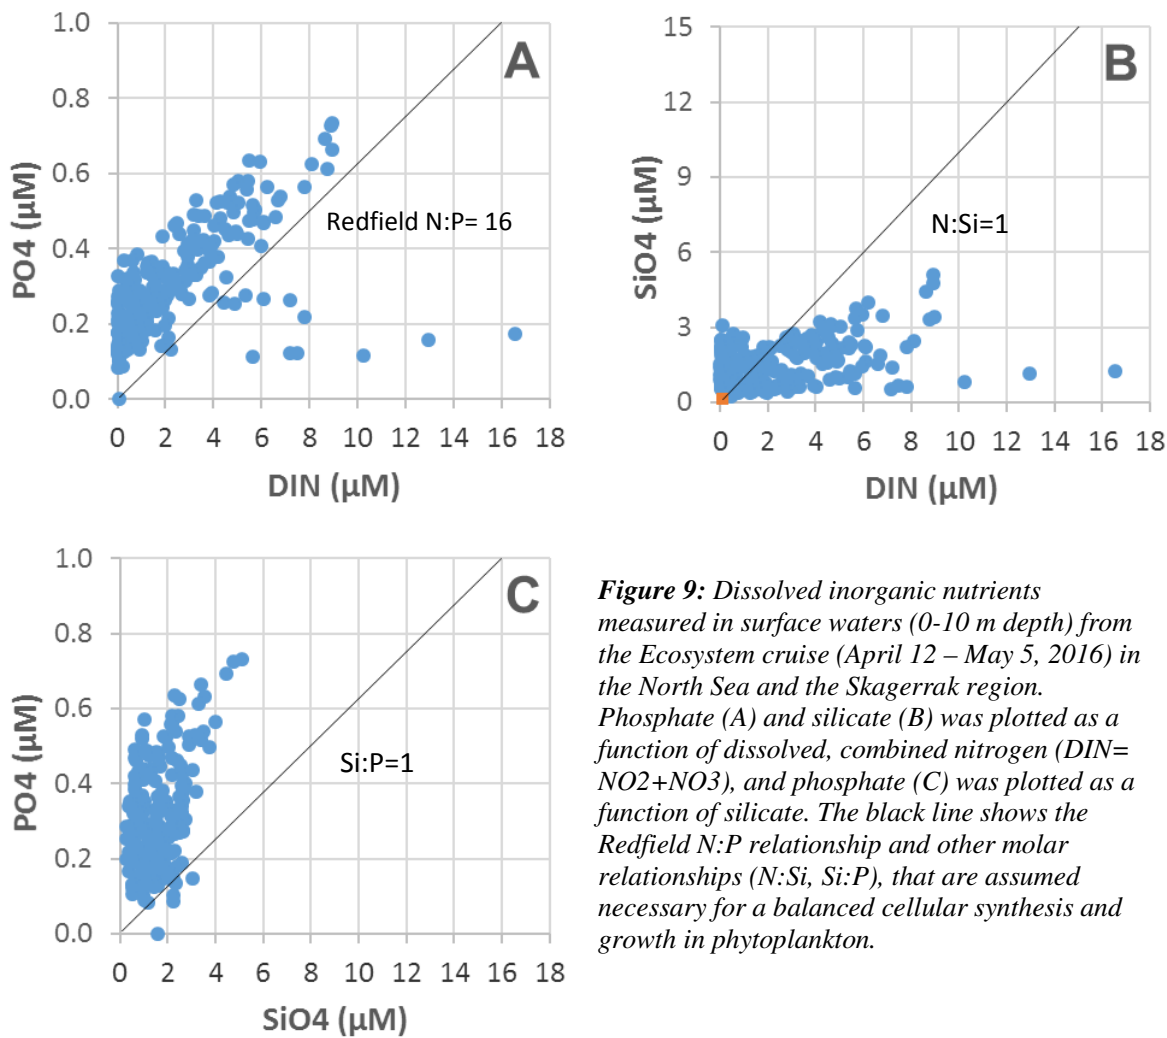 1.0
0.8
0.6
0.4
0.2
0.0
PO4 (µM)
A
Redfield N:P= 16
0 2 4 6 8 10 12 14 16 18
DIN (µM)
15
12
9
6
3
0
SiO4 (µM)
B
N:Si=1
0 2 4 6 8 10 12 14 16 18
DIN (µM)
1.0
0.8
0.6
0.4
0.2
0.0
PO4 (µM)
C
Si:P=1
0 2 4 6 8 10 12 14 16 18
SiO4 (µM)
Figure 9: Dissolved inorganic nutrients
measured in surface waters (0-10 m depth) from
the Ecosystem cruise (April 12 – May 5, 2016) in
the North Sea and the Skagerrak region.
Phosphate (A) and silicate (B) was plotted as a
function of dissolved, combined nitrogen (DIN=
NO2+NO3), and phosphate (C) was plotted as a
function of silicate. The black line shows the
Redfield N:P relationship and other molar
relationships (N:Si, Si:P), that are assumed
necessary for a balanced cellular synthesis and
growth in phytoplankton.